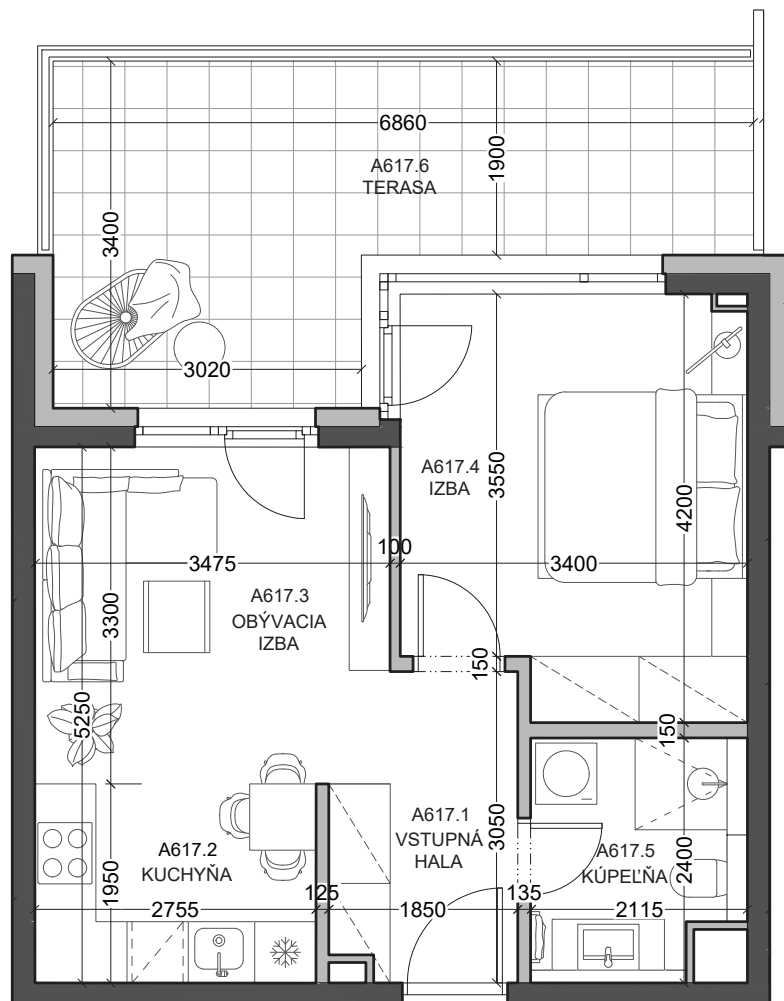 6860
1900
A617.6
TERASA
3400
3020
A617.4
IZBA
3550
4200
100
3475
3400
A617.3
OBÝVACIA
IZBA
3300
5250
150
150
A617.1
VSTUPNÁ
HALA
3050
A617.2
KUCHYŇA
A617.5
KÚPEĽŇA
2400
1950
125
135
2755
1850
2115